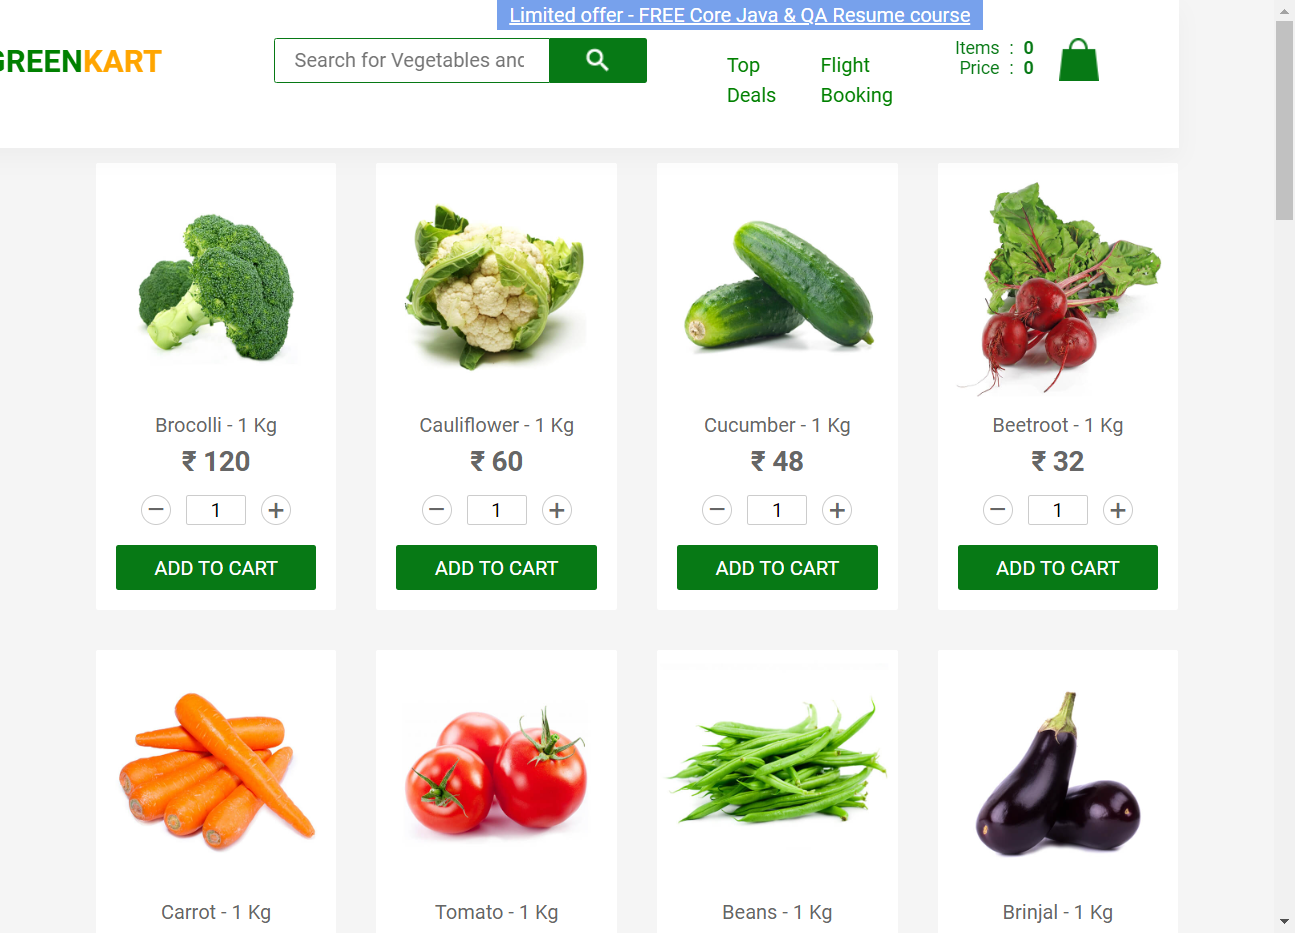 Limited offer - FREE Core Java & QA Resume course
GREENKART
Search for Vegetables and
Top Deals
Flight Booking
Items : 0
Price : 0
Brocolli - 1 Kg
₹ 120
− 1 +
ADD TO CART
Cauliflower - 1 Kg
₹ 60
− 1 +
ADD TO CART
Cucumber - 1 Kg
₹ 48
− 1 +
ADD TO CART
Beetroot - 1 Kg
₹ 32
− 1 +
ADD TO CART
Carrot - 1 Kg
Tomato - 1 Kg
Beans - 1 Kg
Brinjal - 1 Kg